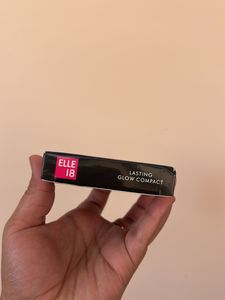 ELLE
18
LASTING
GLOW COMPACT